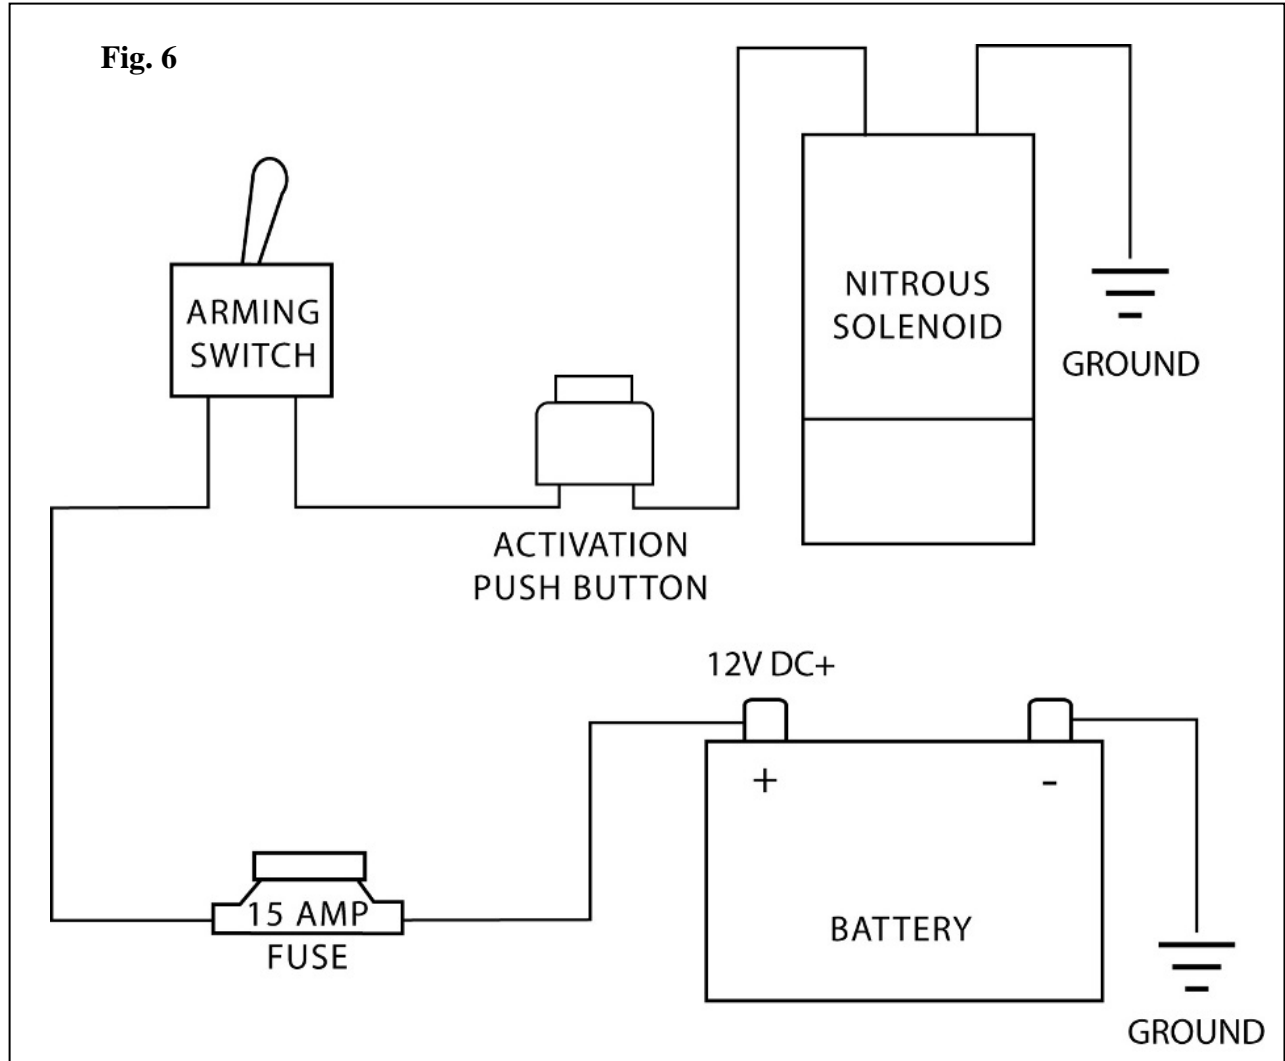 Fig. 6
ARMING
SWITCH
NITROUS
SOLENOID
GROUND
ACTIVATION
PUSH BUTTON
12V DC+
+
-
15 AMP
FUSE
BATTERY
GROUND